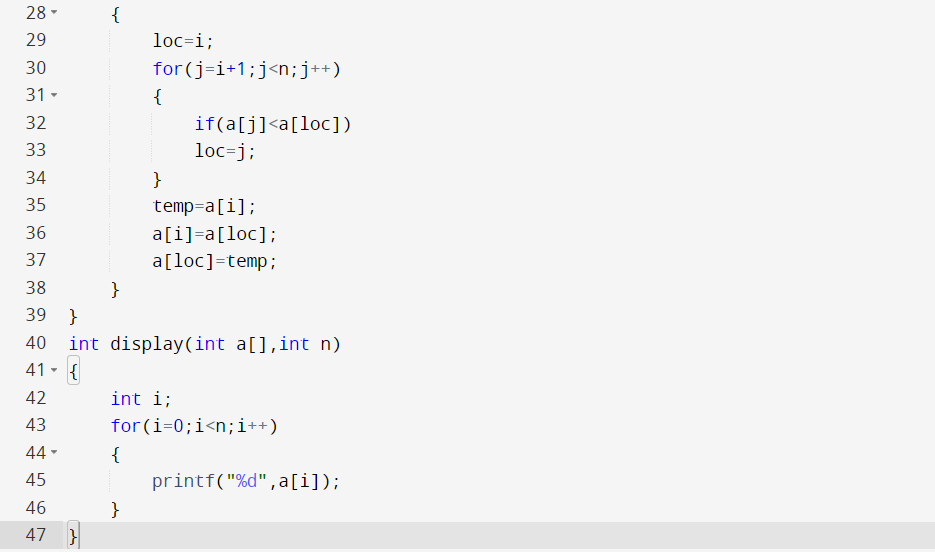 28 {
29 loc=i;
30 for(j=i+1;j<n;j++)
31 {
32 if(a[j]<a[loc])
33 loc=j;
34 }
35 temp=a[i];
36 a[i]=a[loc];
37 a[loc]=temp;
38 }
39 }
40 int display(int a[],int n)
41 {
42 int i;
43 for(i=0;i<n;i++)
44 {
45 printf("%d",a[i]);
46 }
47 }